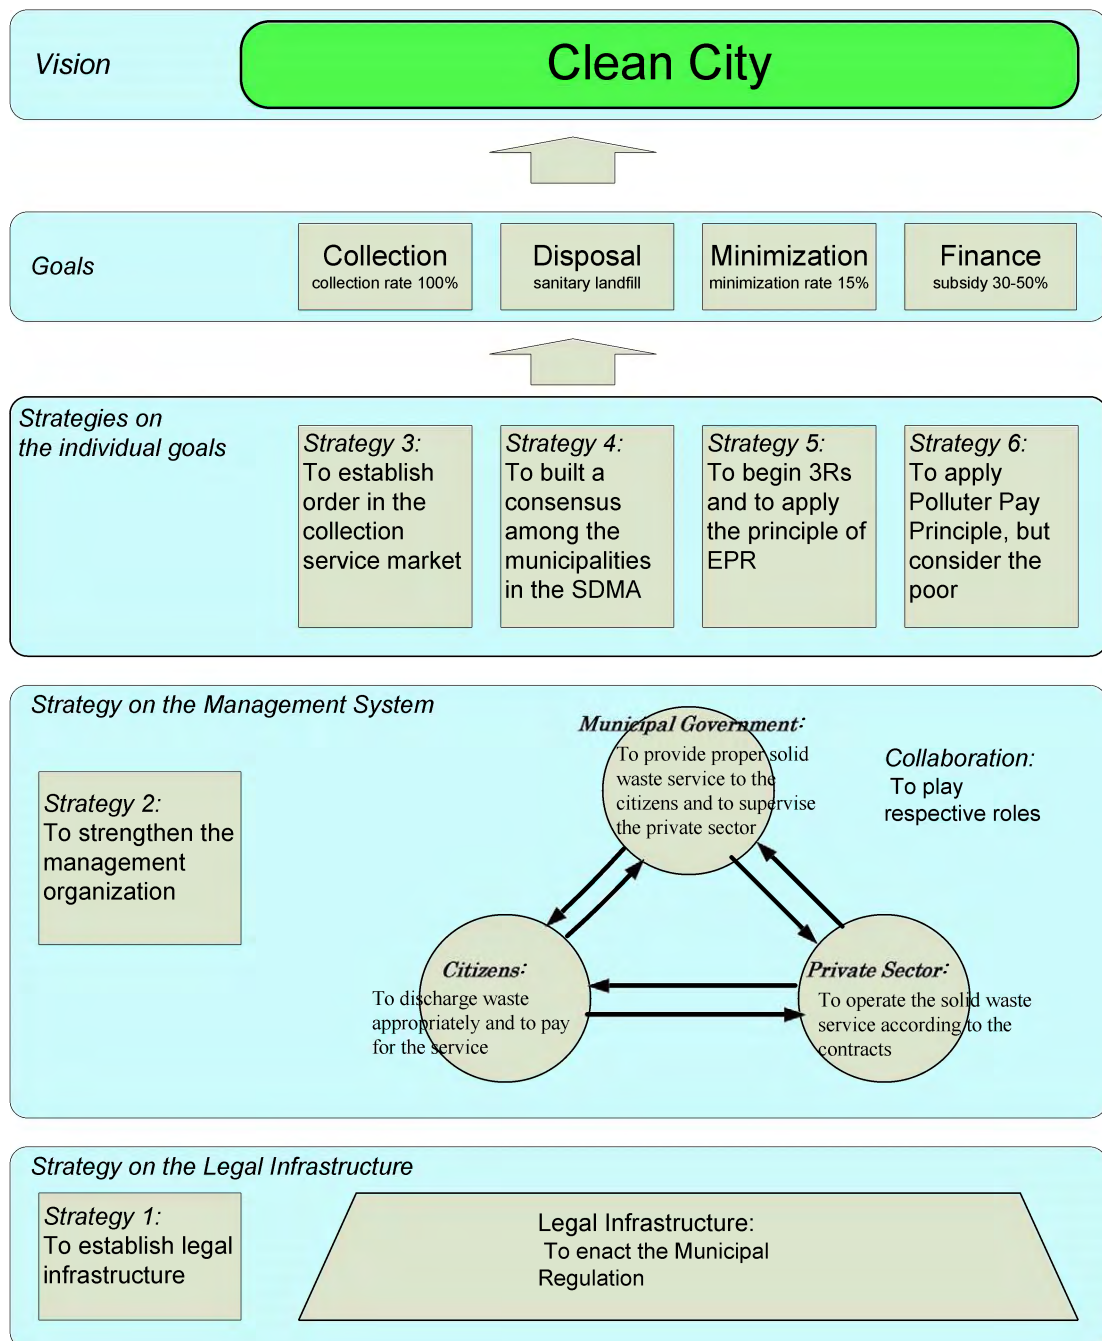 Vision
Clean City
Goals
Collection
collection rate 100%
Disposal
sanitary landfill
Minimization
minimization rate 15%
Finance
subsidy 30-50%
Strategies on
the individual goals
Strategy 3:
To establish
order in the
collection
service market
Strategy 4:
To built a
consensus
among the
municipalities
in the SDMA
Strategy 5:
To begin 3Rs
and to apply
the principle of
EPR
Strategy 6:
To apply
Polluter Pay
Principle, but
consider the
poor
Strategy on the Management System
Strategy 2:
To strengthen the
management
organization
Municipal Government:
To provide proper solid
waste service to the
citizens and to supervise
the private sector
Collaboration:
To play
respective roles
Citizens:
To discharge waste
appropriately and to pay
for the service
Private Sector:
To operate the solid waste
service according to the
contracts
Strategy on the Legal Infrastructure
Strategy 1:
To establish legal
infrastructure
Legal Infrastructure:
To enact the Municipal
Regulation